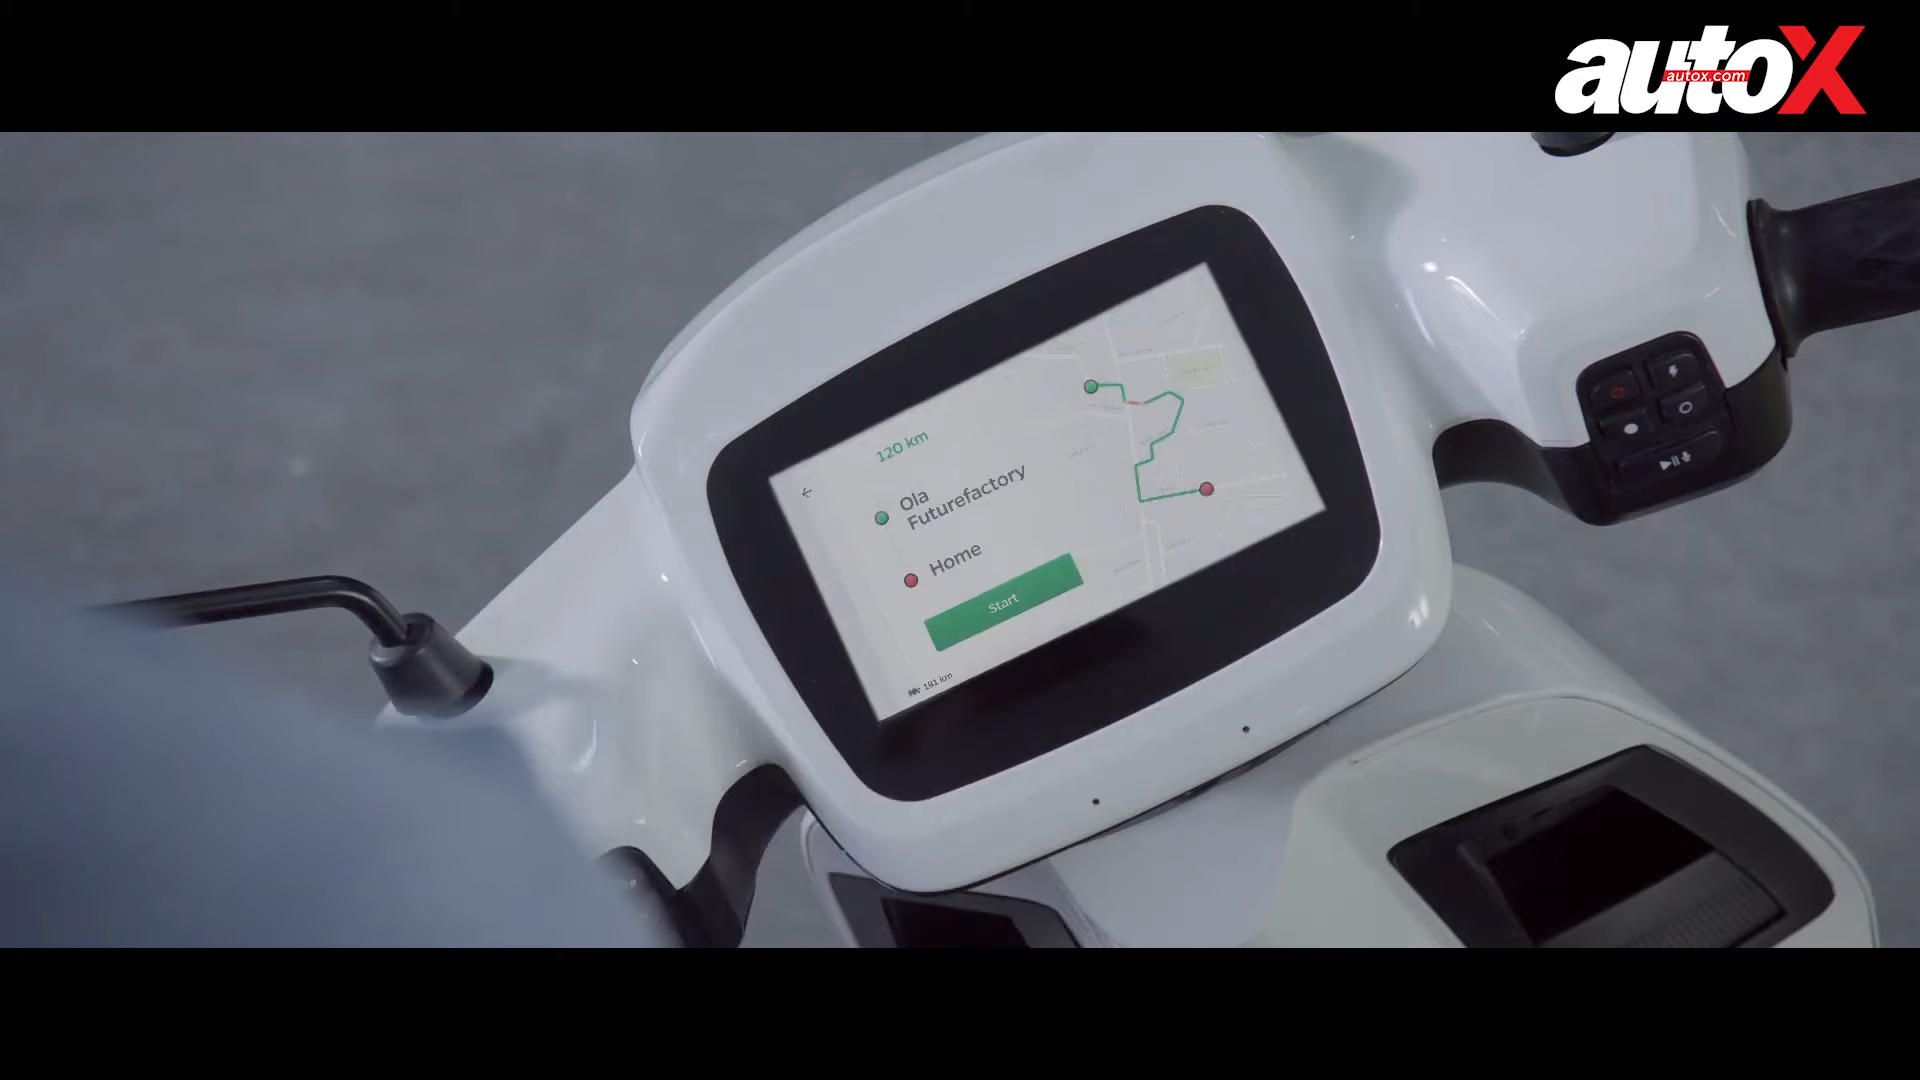 autoX
autox.com
120 km
Ola
Futurefactory
Home
Start
181 km